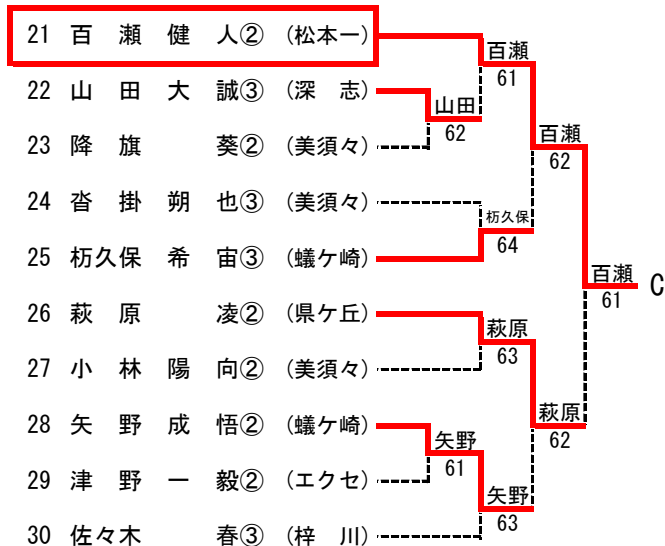 21 百瀬健人② (松本一)
百瀬
61
22 山田大誠③ (深志)
山田
62
百瀬
62
23 降旗葵② (美須々)
24 沓掛朔也③ (美須々)
栃久保
64
25 栃久保希宙③ (蟻ケ崎)
百瀬
61
C
26 萩原凌② (県ケ丘)
萩原
63
27 小林陽向② (美須々)
28 矢野成悟② (蟻ケ崎)
萩原
62
矢野
61
29 津野一毅② (エクセ)
矢野
63
30 佐々木春③ (梓川)